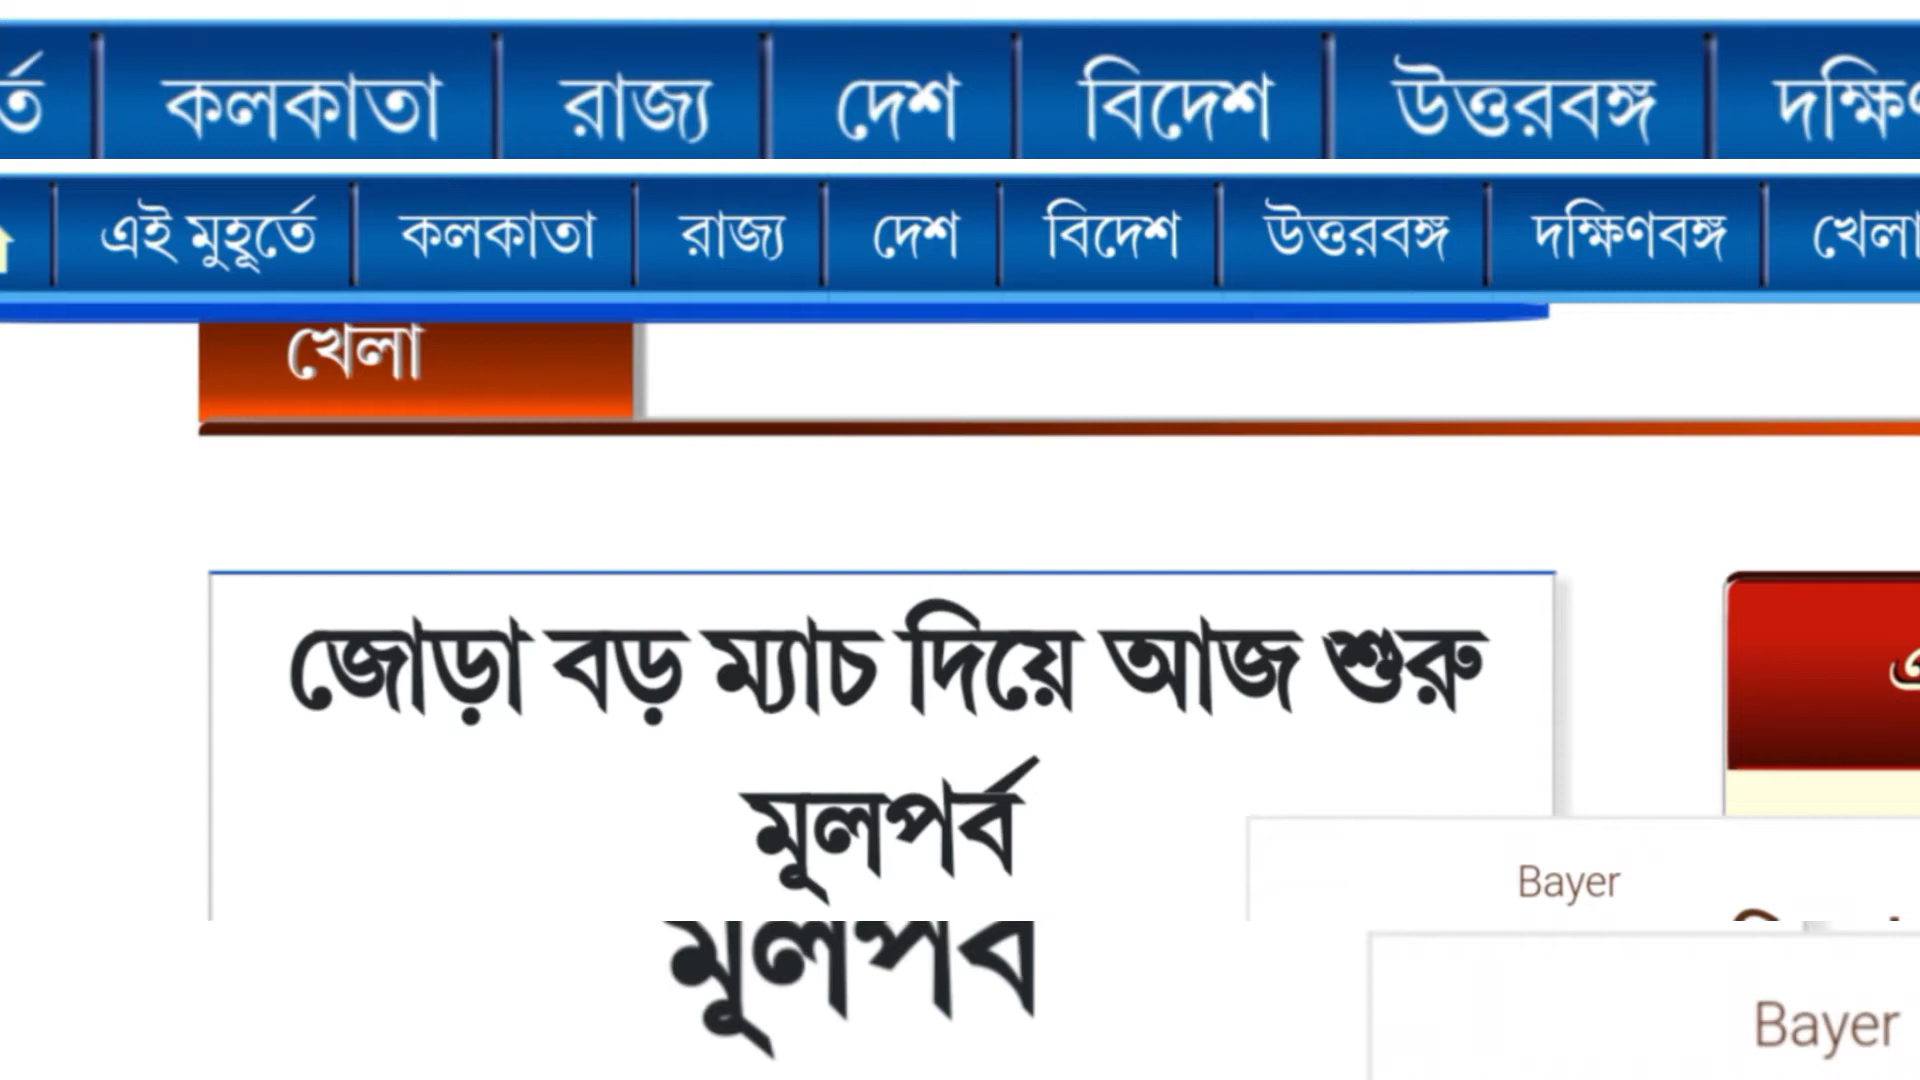 কলকাতা রাজ্য দেশ বিদেশ উত্তরবঙ্গ
এই মুহূর্তে কলকাতা রাজ্য দেশ বিদেশ উত্তরবঙ্গ দক্ষিণবঙ্গ খেলা
খেলা
জোড়া বড় ম্যাচ দিয়ে আজ শুরু
মূলপর্ব
Bayer
মূলপর্ব
Bayer